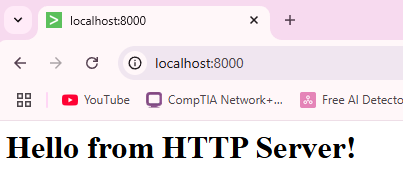 localhost:8000
localhost:8000
YouTube CompTIA Network+... Free AI Detecto
Hello from HTTP Server!